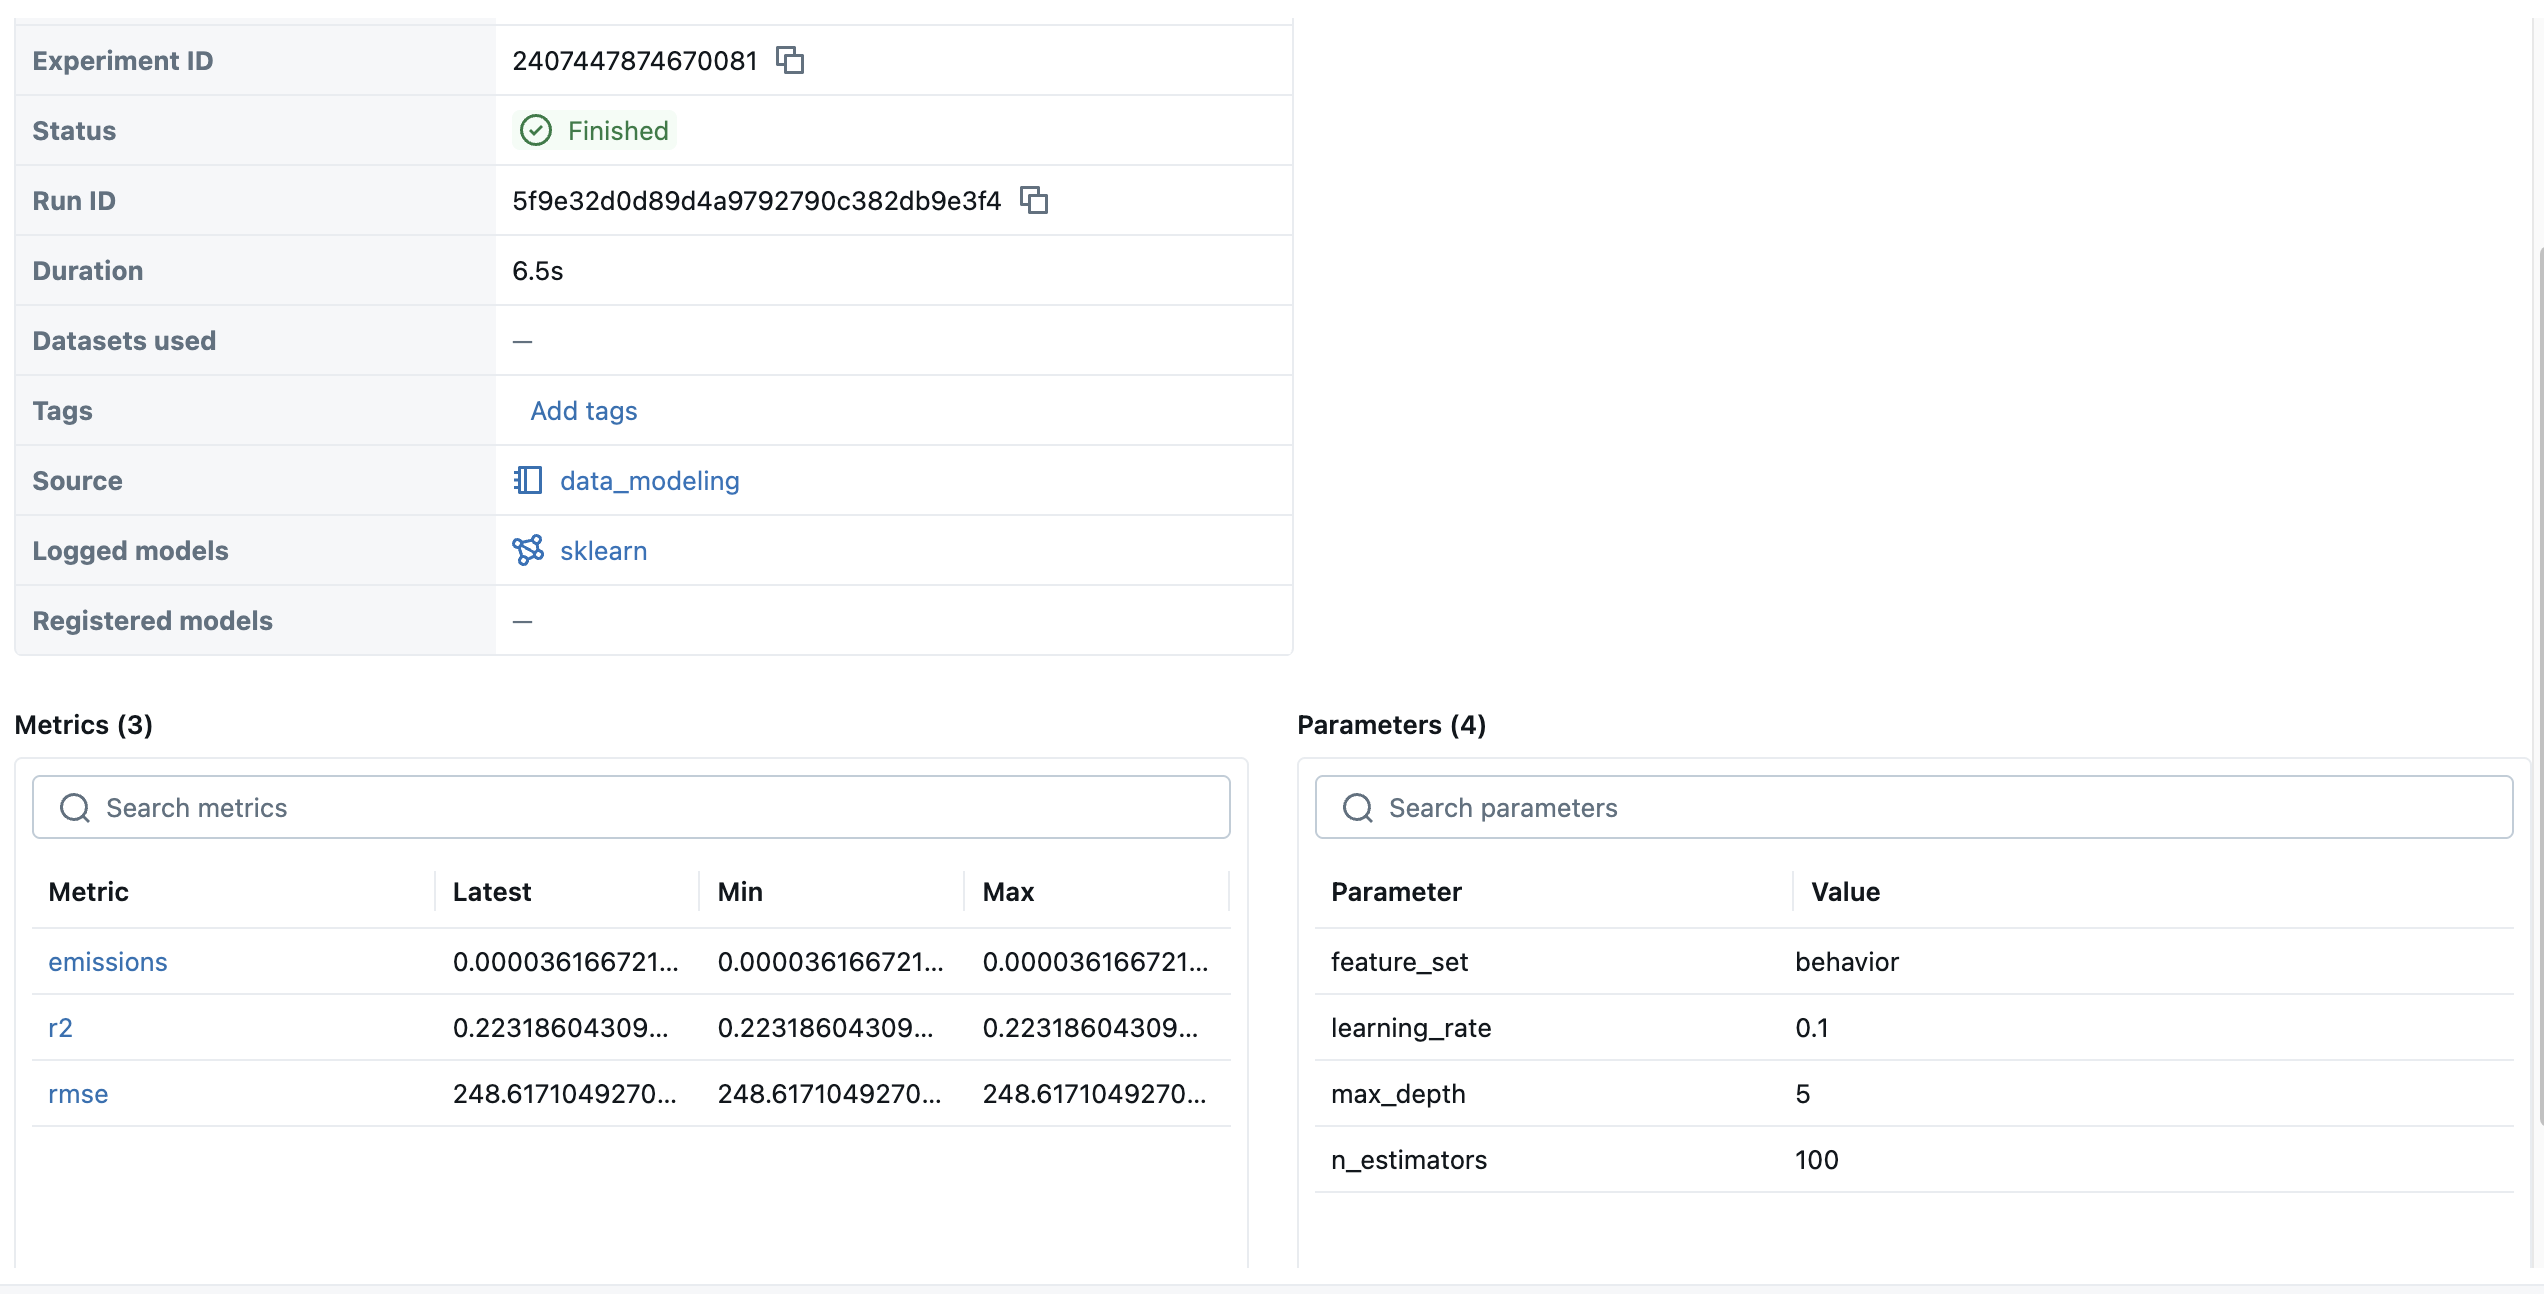 Experiment ID 2407447874670081
Status Finished
Run ID 5f9e32d0d89d4a9792790c382db9e3f4
Duration 6.5s
Datasets used —
Tags Add tags
Source data_modeling
Logged models sklearn
Registered models —
Metrics (3)
Search metrics
Metric Latest Min Max
emissions 0.000036166721... 0.000036166721... 0.000036166721...
r2 0.22318604309... 0.22318604309... 0.22318604309...
rmse 248.6171049270... 248.6171049270... 248.6171049270...
Parameters (4)
Search parameters
Parameter Value
feature_set behavior
learning_rate 0.1
max_depth 5
n_estimators 100